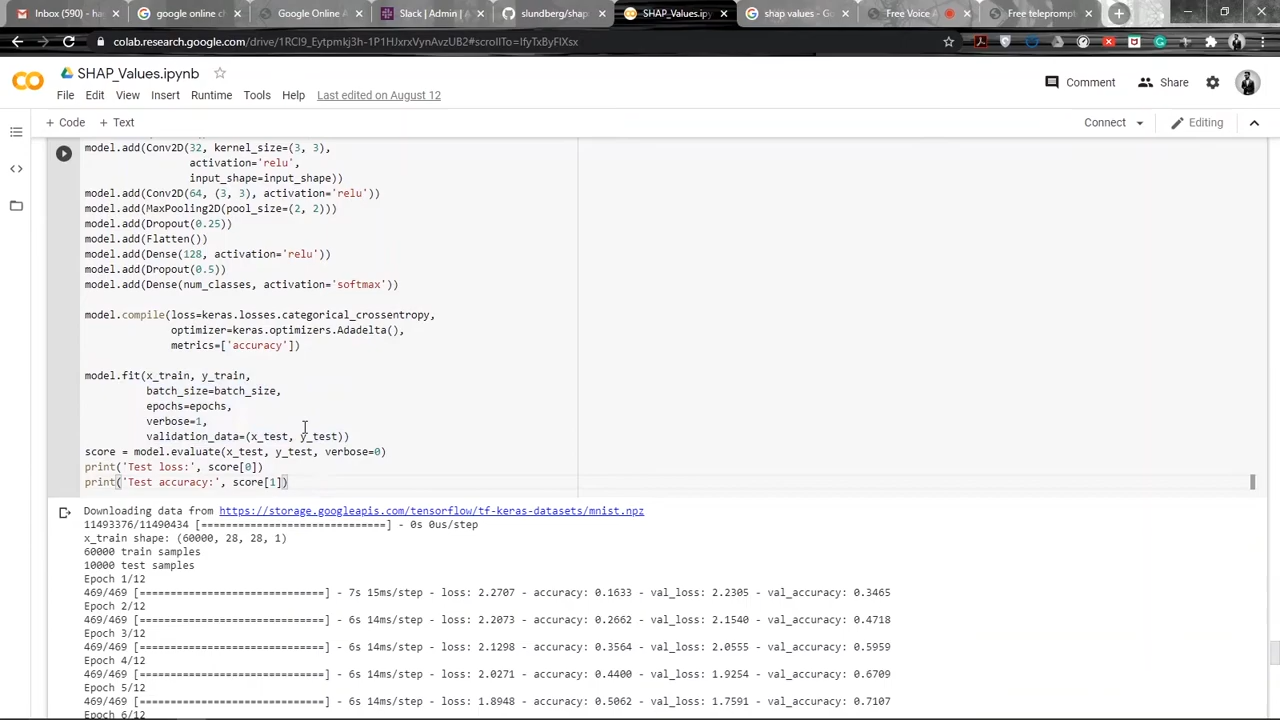 Inbox (590) - ha
google online cl
Google Online A
Slack | Admin |
slundberg/shap
SHAP_Values.ipy
shap values - Go
Free Voice
Free teleprompt
colab.research.google.com
SHAP_Values.ipynb
File Edit View Insert Runtime Tools Help Last edited on August 12
Comment Share
+ Code + Text
Connect Editing
model.add(Conv2D(32, kernel_size=(3, 3),
activation='relu',
input_shape=input_shape))
model.add(Conv2D(64, (3, 3), activation='relu'))
model.add(MaxPooling2D(pool_size=(2, 2)))
model.add(Dropout(0.25))
model.add(Flatten())
model.add(Dense(128, activation='relu'))
model.add(Dropout(0.5))
model.add(Dense(num_classes, activation='softmax'))
model.compile(loss=keras.losses.categorical_crossentropy,
optimizer=keras.optimizers.Adadelta(),
metrics=['accuracy'])
model.fit(x_train, y_train,
batch_size=batch_size,
epochs=epochs,
verbose=1,
validation_data=(x_test, y_test))
score = model.evaluate(x_test, y_test, verbose=0)
print('Test loss:', score[0])
print('Test accuracy:', score[1])
Downloading data from https://storage.googleapis.com/tensorflow/tf-keras-datasets/mnist.npz
11493376/11490434 [==============================] - 0s 0us/step
x_train shape: (60000, 28, 28, 1)
60000 train samples
10000 test samples
Epoch 1/12
469/469 [==============================] - 7s 15ms/step - loss: 2.2707 - accuracy: 0.1633 - val_loss: 2.2305 - val_accuracy: 0.3465
Epoch 2/12
469/469 [==============================] - 6s 14ms/step - loss: 2.2073 - accuracy: 0.2662 - val_loss: 2.1540 - val_accuracy: 0.4718
Epoch 3/12
469/469 [==============================] - 6s 14ms/step - loss: 2.1298 - accuracy: 0.3564 - val_loss: 2.0555 - val_accuracy: 0.5959
Epoch 4/12
469/469 [==============================] - 6s 14ms/step - loss: 2.0271 - accuracy: 0.4400 - val_loss: 1.9254 - val_accuracy: 0.6709
Epoch 5/12
469/469 [==============================] - 6s 14ms/step - loss: 1.8948 - accuracy: 0.5062 - val_loss: 1.7591 - val_accuracy: 0.7107
Epoch 6/12